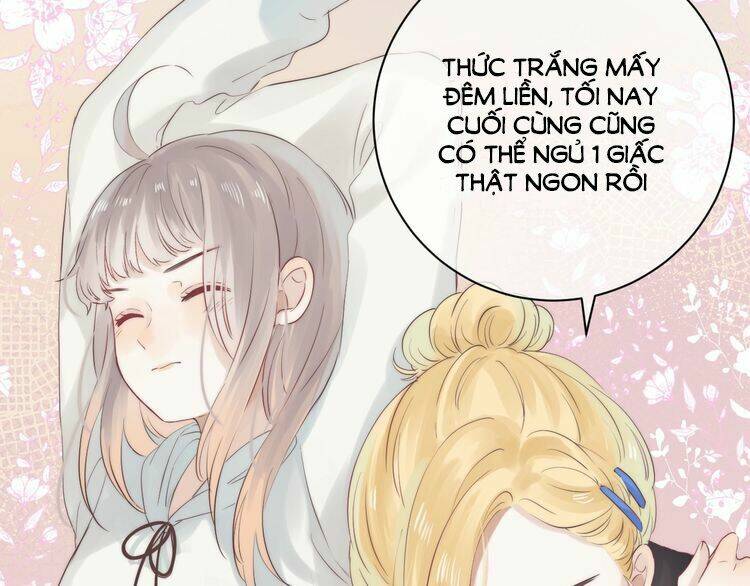 THỨC TRẮNG MẤY
ĐÊM LIỀN, TỐI NAY
CUỐI CÙNG CŨNG
CÓ THỂ NGỦ 1 GIẤC
THẬT NGON RỒI